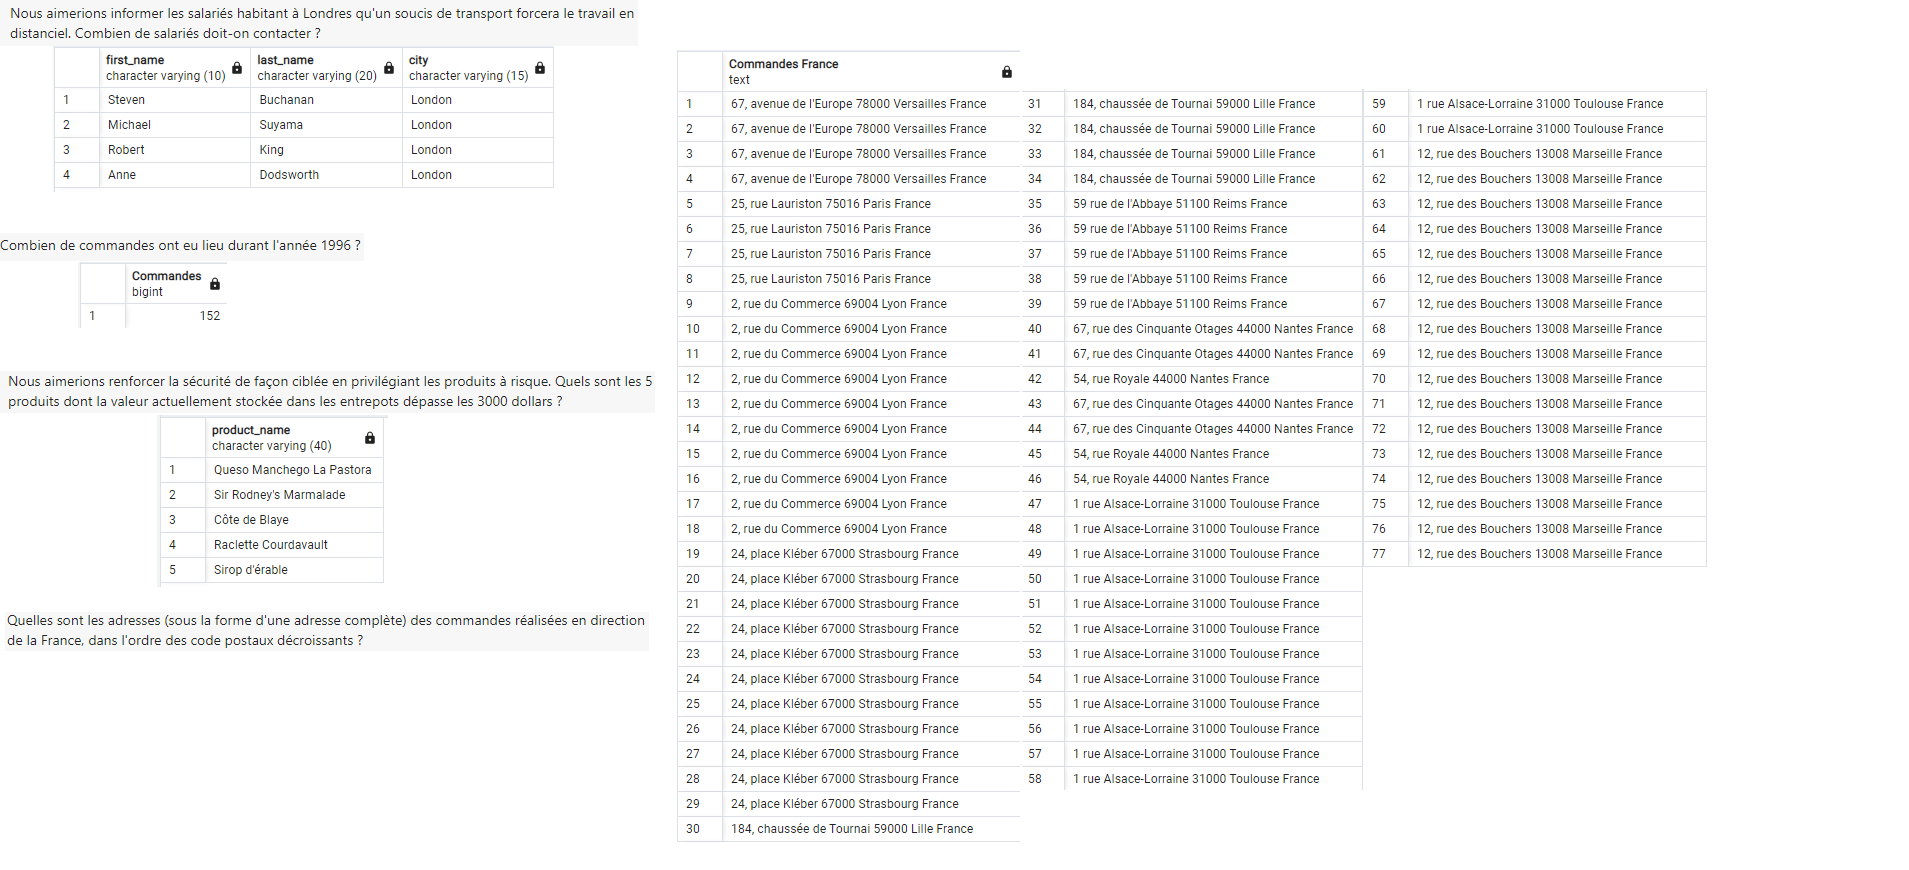 Nous aimerions informer les salariés habitant à Londres qu'un soucis de transport forcera le travail en
distanciel. Combien de salariés doit-on contacter ?
first_name last_name city
character varying (10) character varying (20) character varying (15)
1 Steven Buchanan London
2 Michael Suyama London
3 Robert King London
4 Anne Dodsworth London
Combien de commandes ont eu lieu durant l'année 1996 ?
Commandes
bigint
1 152
Nous aimerions renforcer la sécurité de façon ciblée en privilégiant les produits à risque. Quels sont les 5
produits dont la valeur actuellement stockée dans les entrepots dépasse les 3000 dollars ?
product_name
character varying (40)
1 Queso Manchego La Pastora
2 Sir Rodney's Marmalade
3 Côte de Blaye
4 Raclette Courdavault
5 Sirop d'érable
Quelles sont les adresses (sous la forme d'une adresse complète) des commandes réalisées en direction
de la France, dans l'ordre des code postaux décroissants ?
Commandes France
text
1 67, avenue de l'Europe 78000 Versailles France
2 67, avenue de l'Europe 78000 Versailles France
3 67, avenue de l'Europe 78000 Versailles France
4 67, avenue de l'Europe 78000 Versailles France
5 25, rue Lauriston 75016 Paris France
6 25, rue Lauriston 75016 Paris France
7 25, rue Lauriston 75016 Paris France
8 25, rue Lauriston 75016 Paris France
9 2, rue du Commerce 69004 Lyon France
10 2, rue du Commerce 69004 Lyon France
11 2, rue du Commerce 69004 Lyon France
12 2, rue du Commerce 69004 Lyon France
13 2, rue du Commerce 69004 Lyon France
14 2, rue du Commerce 69004 Lyon France
15 2, rue du Commerce 69004 Lyon France
16 2, rue du Commerce 69004 Lyon France
17 2, rue du Commerce 69004 Lyon France
18 2, rue du Commerce 69004 Lyon France
19 24, place Kléber 67000 Strasbourg France
20 24, place Kléber 67000 Strasbourg France
21 24, place Kléber 67000 Strasbourg France
22 24, place Kléber 67000 Strasbourg France
23 24, place Kléber 67000 Strasbourg France
24 24, place Kléber 67000 Strasbourg France
25 24, place Kléber 67000 Strasbourg France
26 24, place Kléber 67000 Strasbourg France
27 24, place Kléber 67000 Strasbourg France
28 24, place Kléber 67000 Strasbourg France
29 24, place Kléber 67000 Strasbourg France
30 184, chaussée de Tournai 59000 Lille France
31 184, chaussée de Tournai 59000 Lille France
32 184, chaussée de Tournai 59000 Lille France
33 184, chaussée de Tournai 59000 Lille France
34 184, chaussée de Tournai 59000 Lille France
35 59 rue de l'Abbaye 51100 Reims France
36 59 rue de l'Abbaye 51100 Reims France
37 59 rue de l'Abbaye 51100 Reims France
38 59 rue de l'Abbaye 51100 Reims France
39 59 rue de l'Abbaye 51100 Reims France
40 67, rue des Cinquante Otages 44000 Nantes France
41 67, rue des Cinquante Otages 44000 Nantes France
42 54, rue Royale 44000 Nantes France
43 67, rue des Cinquante Otages 44000 Nantes France
44 67, rue des Cinquante Otages 44000 Nantes France
45 54, rue Royale 44000 Nantes France
46 54, rue Royale 44000 Nantes France
47 1 rue Alsace-Lorraine 31000 Toulouse France
48 1 rue Alsace-Lorraine 31000 Toulouse France
49 1 rue Alsace-Lorraine 31000 Toulouse France
50 1 rue Alsace-Lorraine 31000 Toulouse France
51 1 rue Alsace-Lorraine 31000 Toulouse France
52 1 rue Alsace-Lorraine 31000 Toulouse France
53 1 rue Alsace-Lorraine 31000 Toulouse France
54 1 rue Alsace-Lorraine 31000 Toulouse France
55 1 rue Alsace-Lorraine 31000 Toulouse France
56 1 rue Alsace-Lorraine 31000 Toulouse France
57 1 rue Alsace-Lorraine 31000 Toulouse France
58 1 rue Alsace-Lorraine 31000 Toulouse France
59 1 rue Alsace-Lorraine 31000 Toulouse France
60 1 rue Alsace-Lorraine 31000 Toulouse France
61 12, rue des Bouchers 13008 Marseille France
62 12, rue des Bouchers 13008 Marseille France
63 12, rue des Bouchers 13008 Marseille France
64 12, rue des Bouchers 13008 Marseille France
65 12, rue des Bouchers 13008 Marseille France
66 12, rue des Bouchers 13008 Marseille France
67 12, rue des Bouchers 13008 Marseille France
68 12, rue des Bouchers 13008 Marseille France
69 12, rue des Bouchers 13008 Marseille France
70 12, rue des Bouchers 13008 Marseille France
71 12, rue des Bouchers 13008 Marseille France
72 12, rue des Bouchers 13008 Marseille France
73 12, rue des Bouchers 13008 Marseille France
74 12, rue des Bouchers 13008 Marseille France
75 12, rue des Bouchers 13008 Marseille France
76 12, rue des Bouchers 13008 Marseille France
77 12, rue des Bouchers 13008 Marseille France